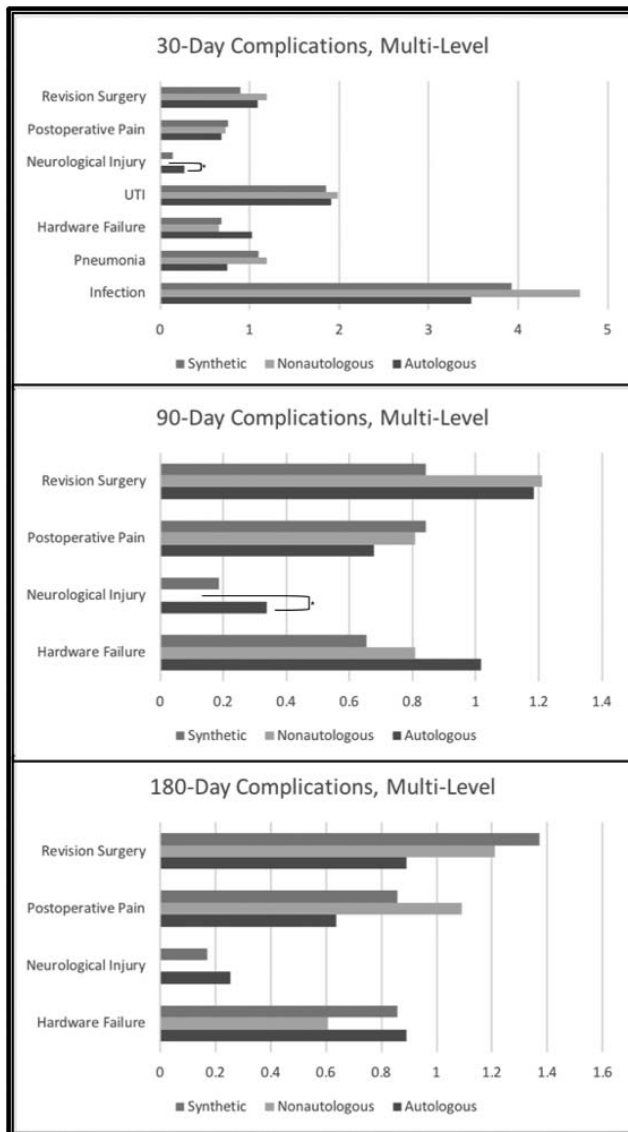 30-Day Complications, Multi-Level
Revision Surgery
Postoperative Pain
Neurological Injury
*
UTI
Hardware Failure
Pneumonia
Infection
0 1 2 3 4 5
Synthetic Nonautologous Autologous
90-Day Complications, Multi-Level
Revision Surgery
Postoperative Pain
Neurological Injury
*
Hardware Failure
0 0.2 0.4 0.6 0.8 1 1.2 1.4
Synthetic Nonautologous Autologous
180-Day Complications, Multi-Level
Revision Surgery
Postoperative Pain
Neurological Injury
Hardware Failure
0 0.2 0.4 0.6 0.8 1 1.2 1.4 1.6
Synthetic Nonautologous Autologous